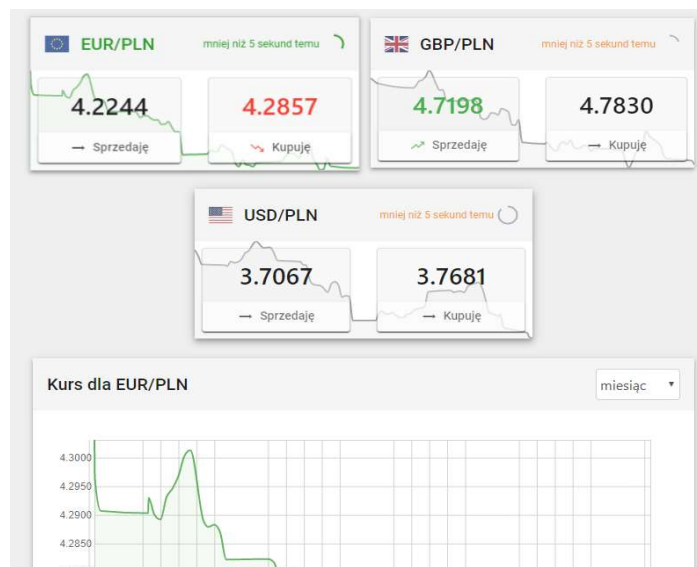 EUR/PLN mniej niż 5 sekund temu
4.2244 4.2857
Sprzedaję Kupuję
GBP/PLN mniej niż 5 sekund temu
4.7198 4.7830
Sprzedaję Kupuję
USD/PLN mniej niż 5 sekund temu
3.7067 3.7681
Sprzedaję Kupuję
Kurs dla EUR/PLN miesiąc
4.3000
4.2950
4.2900
4.2850